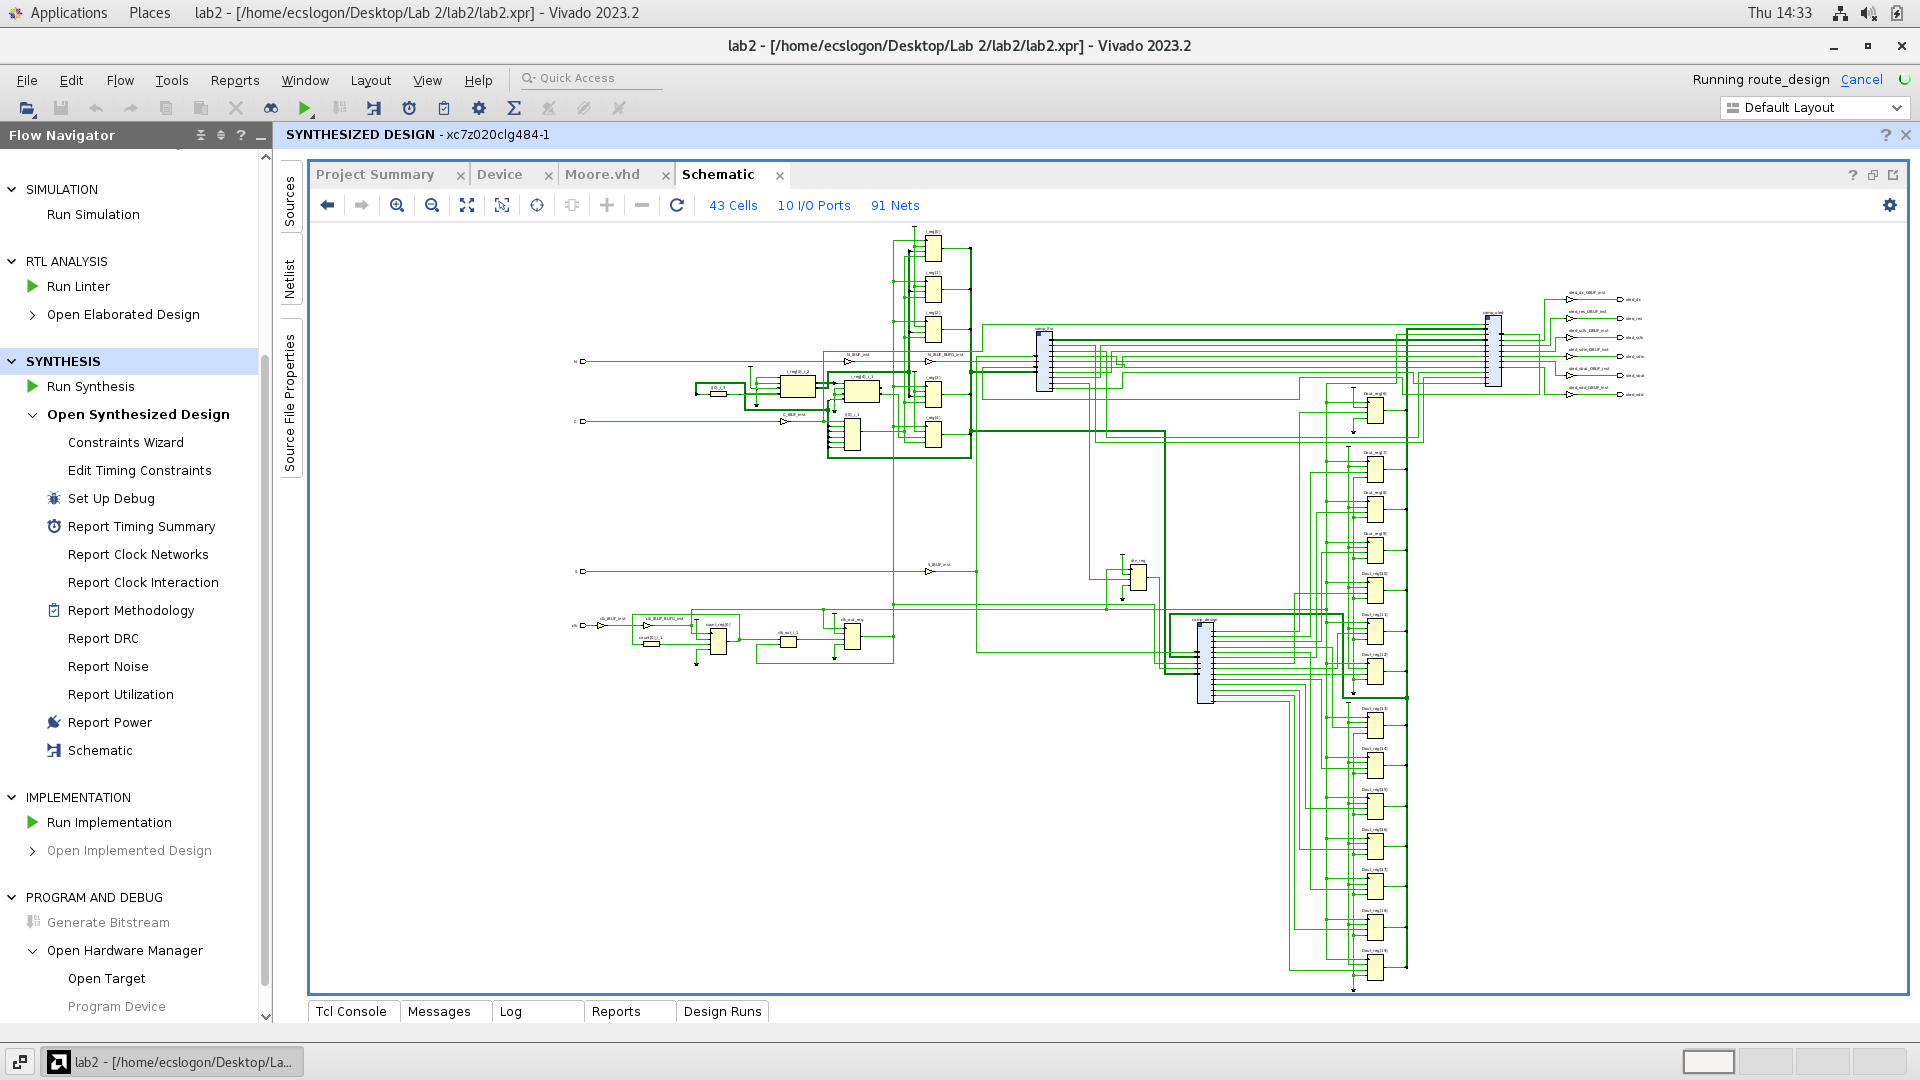 Applications Places lab2 - [/home/ecslogon/Desktop/Lab 2/lab2/lab2.xpr] - Vivado 2023.2 Thu 14:33
lab2 - [/home/ecslogon/Desktop/Lab 2/lab2/lab2.xpr] - Vivado 2023.2
File Edit Flow Tools Reports Window Layout View Help Quick Access Running route_design Cancel
Default Layout
Flow Navigator
SYNTHESIZED DESIGN - xc7z020clg484-1
SIMULATION
Run Simulation
RTL ANALYSIS
Run Linter
Open Elaborated Design
SYNTHESIS
Run Synthesis
Open Synthesized Design
Constraints Wizard
Edit Timing Constraints
Set Up Debug
Report Timing Summary
Report Clock Networks
Report Clock Interaction
Report Methodology
Report DRC
Report Noise
Report Utilization
Report Power
Schematic
IMPLEMENTATION
Run Implementation
Open Implemented Design
PROGRAM AND DEBUG
Generate Bitstream
Open Hardware Manager
Open Target
Program Device
Sources
Netlist
Source File Properties
Project Summary
Device
Moore.vhd
Schematic
43 Cells 10 I/O Ports 91 Nets
Tcl Console
Messages
Log
Reports
Design Runs
lab2 - [/home/ecslogon/Desktop/La...